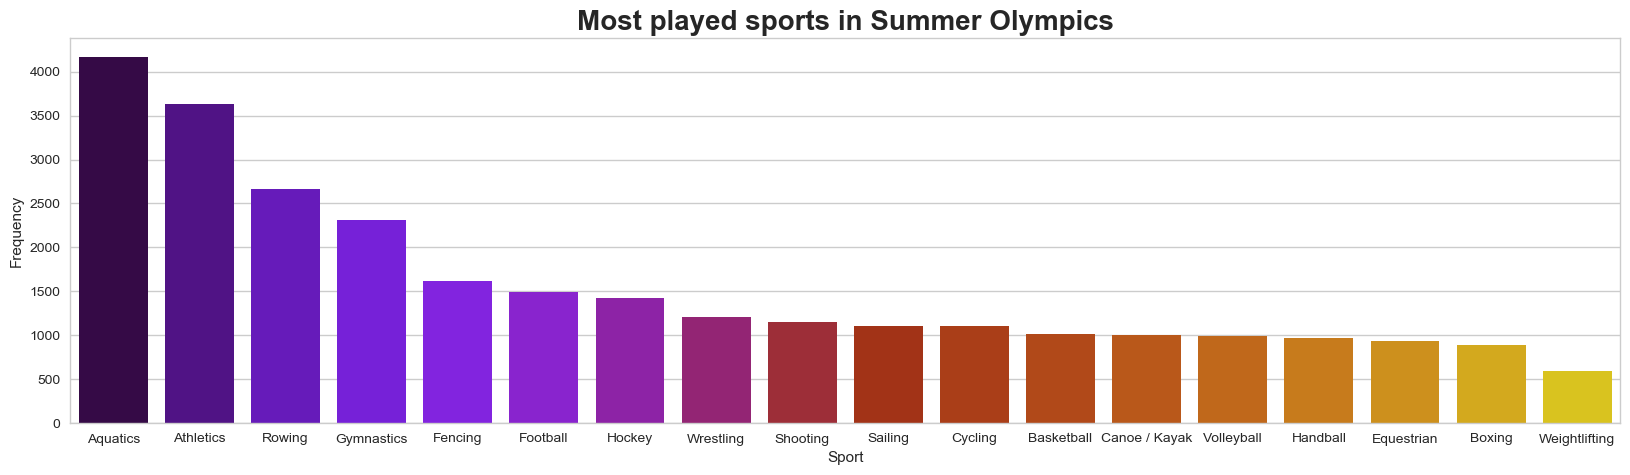 Most played sports in Summer Olympics
4000
3500
3000
2500
2000
1500
1000
500
0
Frequency
Aquatics Athletics Rowing Gymnastics Fencing Football Hockey Wrestling Shooting Sailing Cycling Basketball Canoe / Kayak Volleyball Handball Equestrian Boxing Weightlifting
Sport